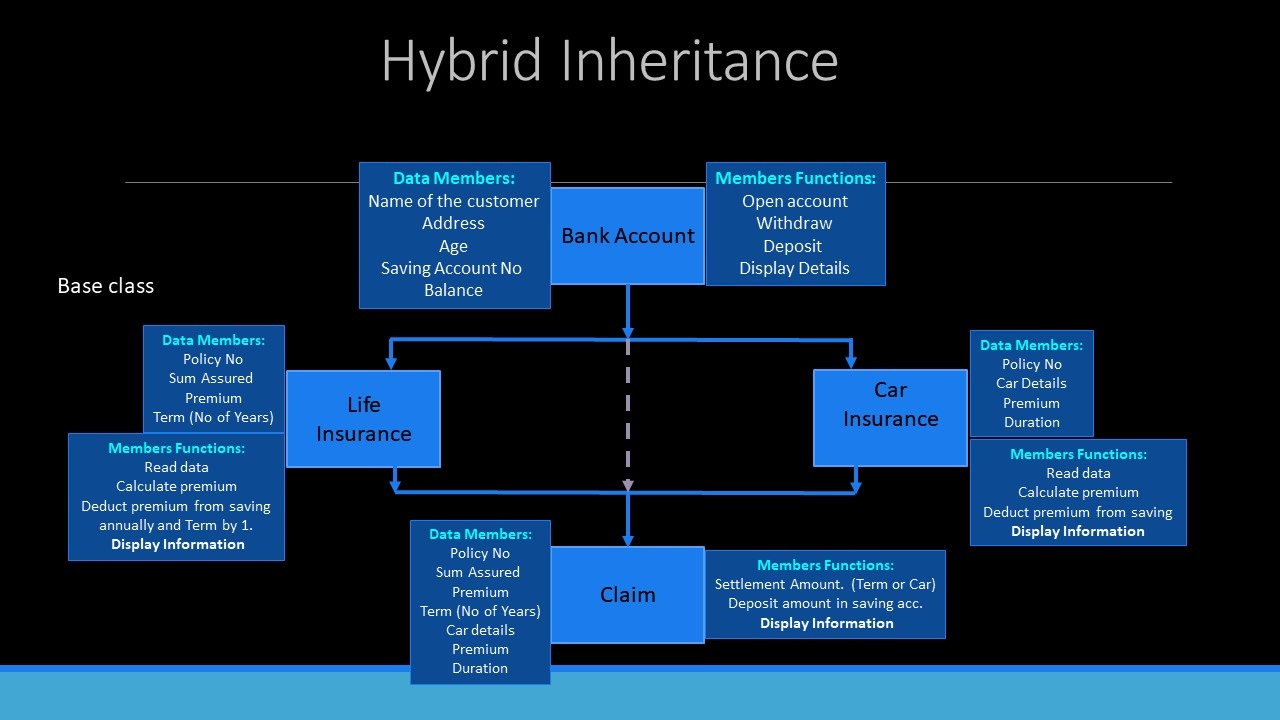 Hybrid Inheritance
Data Members:
Name of the customer
Address
Age
Saving Account No
Balance
Bank Account
Members Functions:
Open account
Withdraw
Deposit
Display Details
Base class
Data Members:
Policy No
Sum Assured
Premium
Term (No of Years)
Members Functions:
Read data
Calculate premium
Deduct premium from saving
annually and Term by 1.
Display Information
Life
Insurance
Car
Insurance
Data Members:
Policy No
Car Details
Premium
Duration
Members Functions:
Read data
Calculate premium
Deduct premium from saving
Display Information
Data Members:
Policy No
Sum Assured
Premium
Term (No of Years)
Car details
Premium
Duration
Claim
Members Functions:
Settlement Amount. (Term or Car)
Deposit amount in saving acc.
Display Information